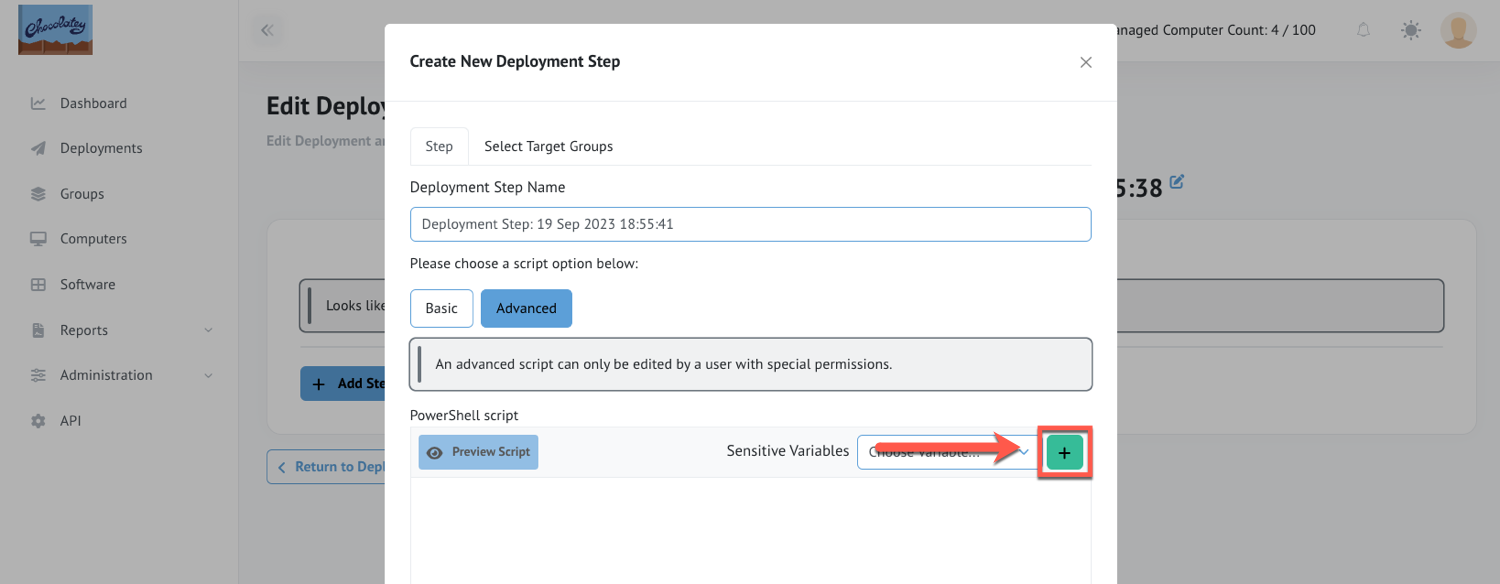 Chocolatey
Dashboard
Deployments
Groups
Computers
Software
Reports
Administration
API
anaged Computer Count: 4 / 100
Edit Deploy
Edit Deployment a
5:38
Looks like
Add Ste
Return to Depl
Create New Deployment Step
Step
Select Target Groups
Deployment Step Name
Deployment Step: 19 Sep 2023 18:55:41
Please choose a script option below:
Basic
Advanced
An advanced script can only be edited by a user with special permissions.
PowerShell script
Preview Script
Sensitive Variables
Choose variable...